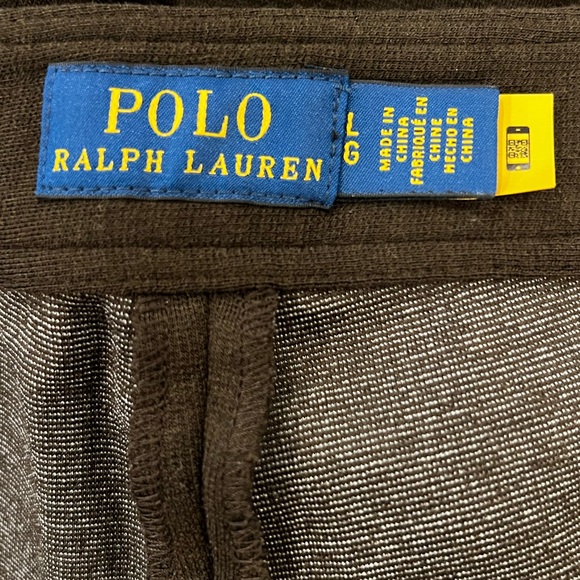 POLO
RALPH LAUREN
L
G
MADE IN
CHINA
FABRIQUÉ EN
CHINE
HECHO EN
CHINA